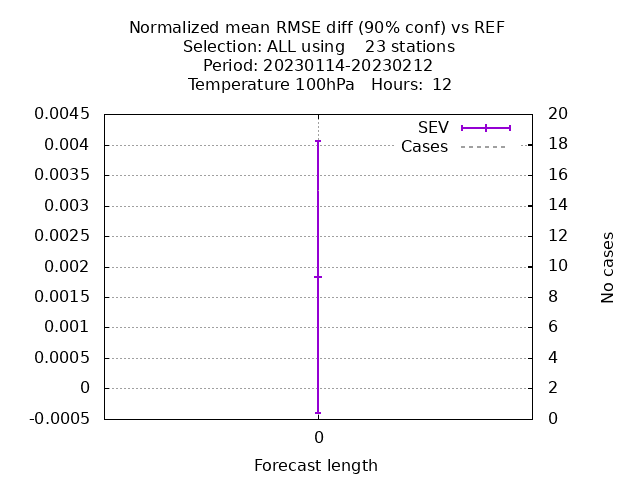 Normalized mean RMSE diff (90% conf) vs REF
Selection: ALL using 23 stations
Period: 20230114-20230212
Temperature 100hPa Hours: 12
0.0045
0.004
0.0035
0.003
0.0025
0.002
0.0015
0.001
0.0005
0
-0.0005
SEV
Cases
20
18
16
14
12
10
8
6
4
2
0
No cases
0
Forecast length